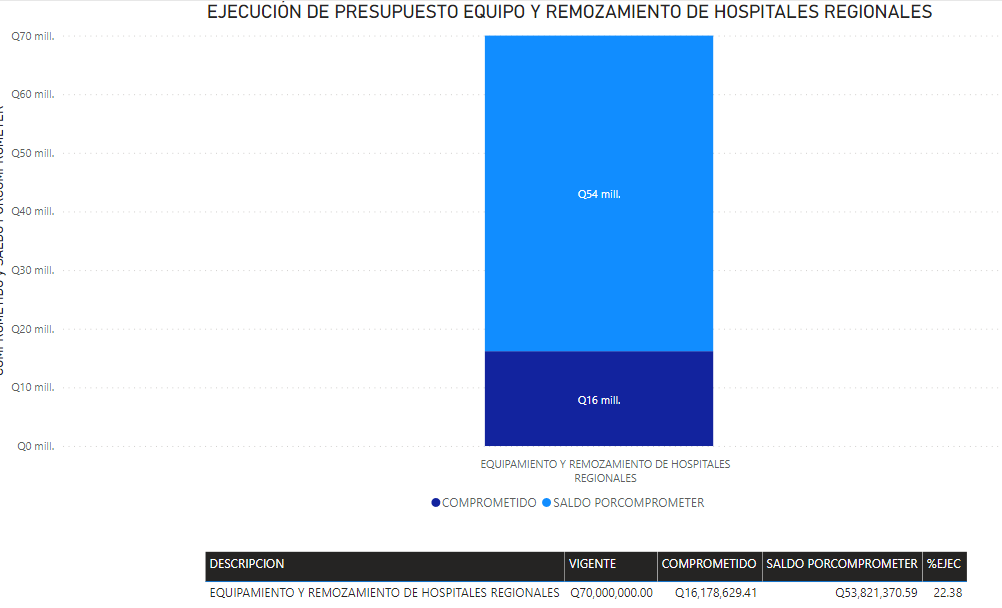 EJECUCIÓN DE PRESUPUESTO EQUIPO Y REMOZAMIENTO DE HOSPITALES REGIONALES
Q70 mill.
Q60 mill.
Q50 mill.
Q40 mill.
Q30 mill.
Q20 mill.
Q10 mill.
Q0 mill.
Q54 mill.
Q16 mill.
EQUIPAMIENTO Y REMOZAMIENTO DE HOSPITALES
REGIONALES
COMPROMETIDO SALDO PORCOMPROMETER
DESCRIPCION VIGENTE COMPROMETIDO SALDO PORCOMPROMETER %EJEC
EQUIPAMIENTO Y REMOZAMIENTO DE HOSPITALES REGIONALES Q70,000,000.00 Q16,178,629.41 Q53,821,370.59 22.38